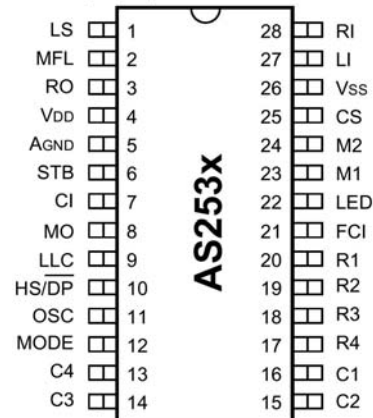 LS 1 28 RI
MFL 2 27 LI
RO 3 26 Vss
VDD 4 25 CS
AGND 5 24 M2
STB 6 23 M1
CI 7 22 LED
MO 8 21 FCI
LLC 9 20 R1
HS/DP 10 19 R2
OSC 11 18 R3
MODE 12 17 R4
C4 13 16 C1
C3 14 15 C2
AS253x